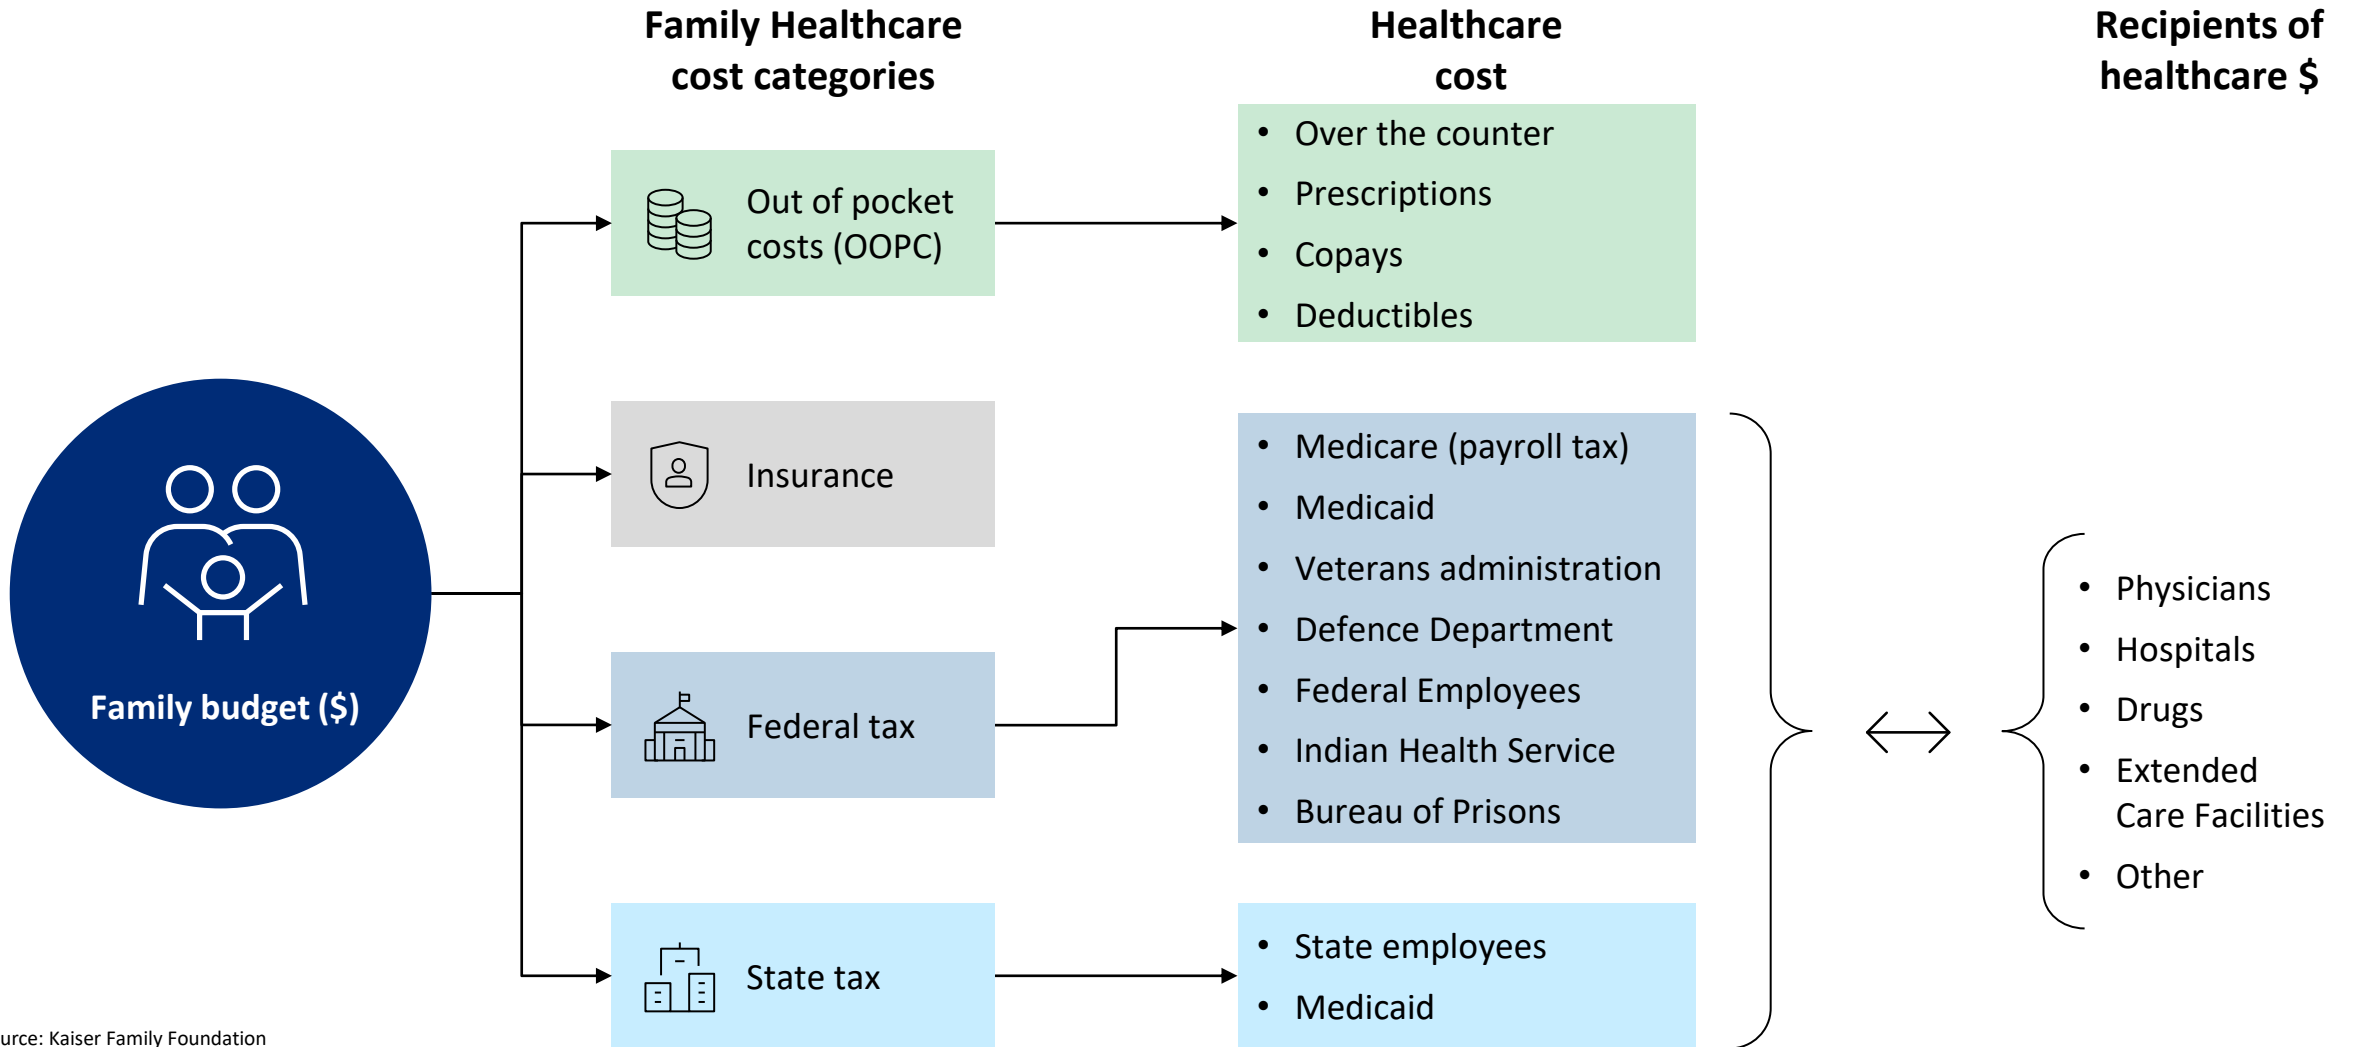 Family Healthcare
cost categories
Healthcare
cost
Recipients of
healthcare $
Family budget ($)
Out of pocket
costs (OOPC)
Insurance
Federal tax
State tax
• Over the counter
• Prescriptions
• Copays
• Deductibles
• Medicare (payroll tax)
• Medicaid
• Veterans administration
• Defence Department
• Federal Employees
• Indian Health Service
• Bureau of Prisons
• State employees
• Medicaid
• Physicians
• Hospitals
• Drugs
• Extended
Care Facilities
• Other
urce: Kaiser Family Foundation